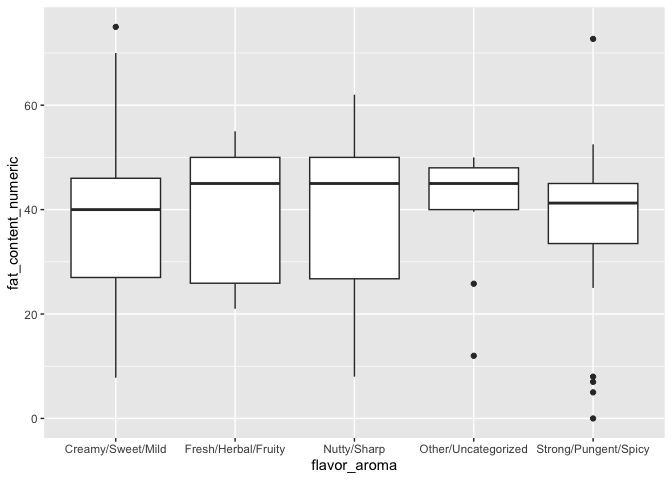 fat_content_numeric
60
40
20
0
Creamy/Sweet/Mild Fresh/Herbal/Fruity Nutty/Sharp Other/Uncategorized Strong/Pungent/Spicy
flavor_aroma